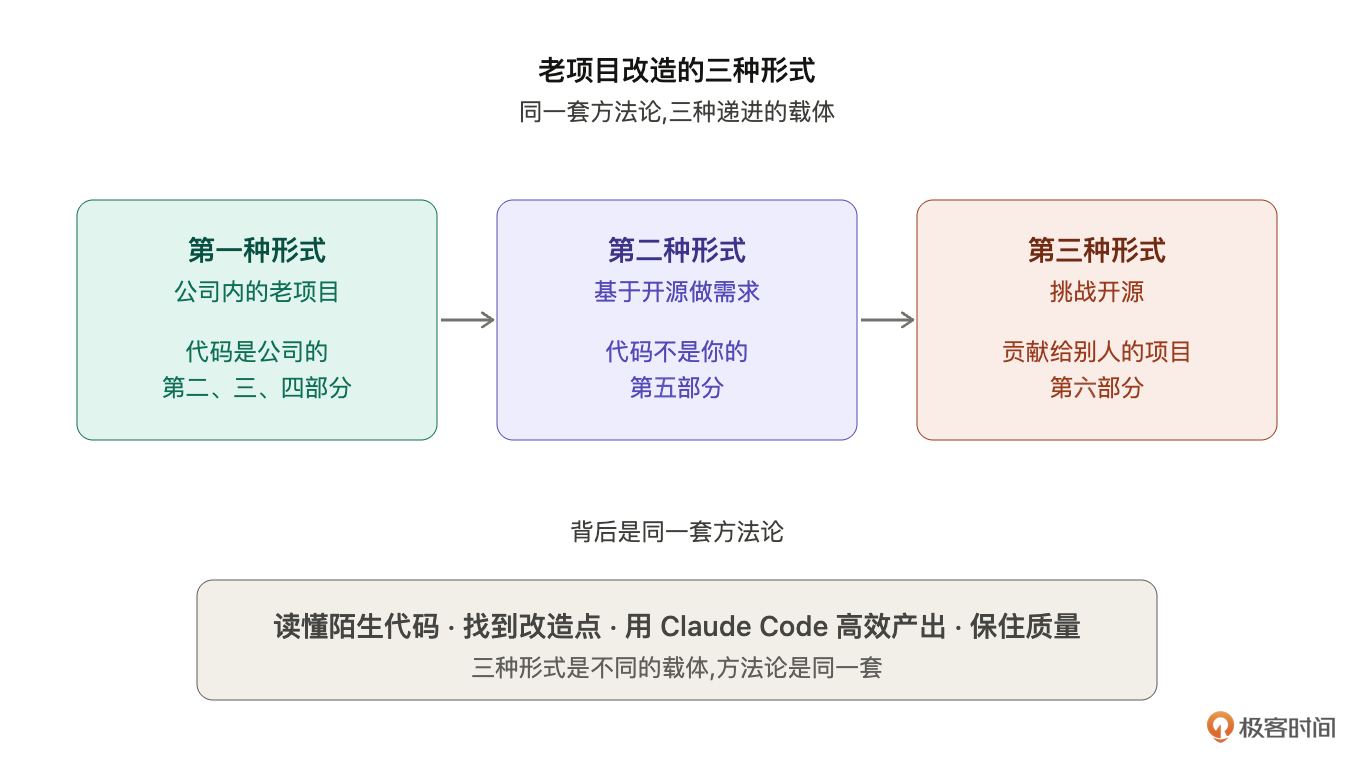 老项目改造的三种形式
同一套方法论,三种递进的载体
第一种形式
公司内的老项目
代码是公司的
第二、三、四部分
第二种形式
基于开源做需求
代码不是你的
第五部分
第三种形式
挑战开源
贡献给别人的项目
第六部分
背后是同一套方法论
读懂陌生代码 · 找到改造点 · 用 Claude Code 高效产出 · 保住质量
三种形式是不同的载体,方法论是同一套
极客时间